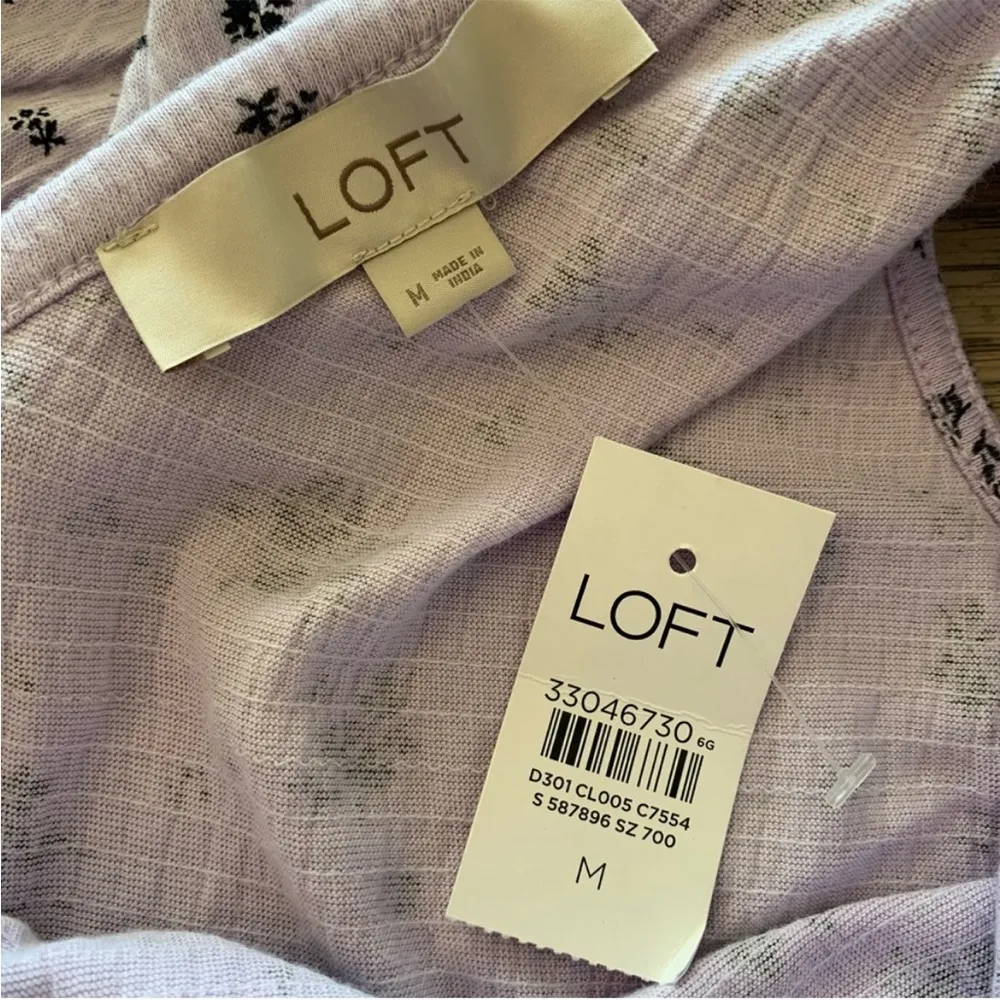 LOFT
M MADE IN
INDIA
LOFT
33046730 6G
D301 CL005 C7554
S 587896 SZ 700
M